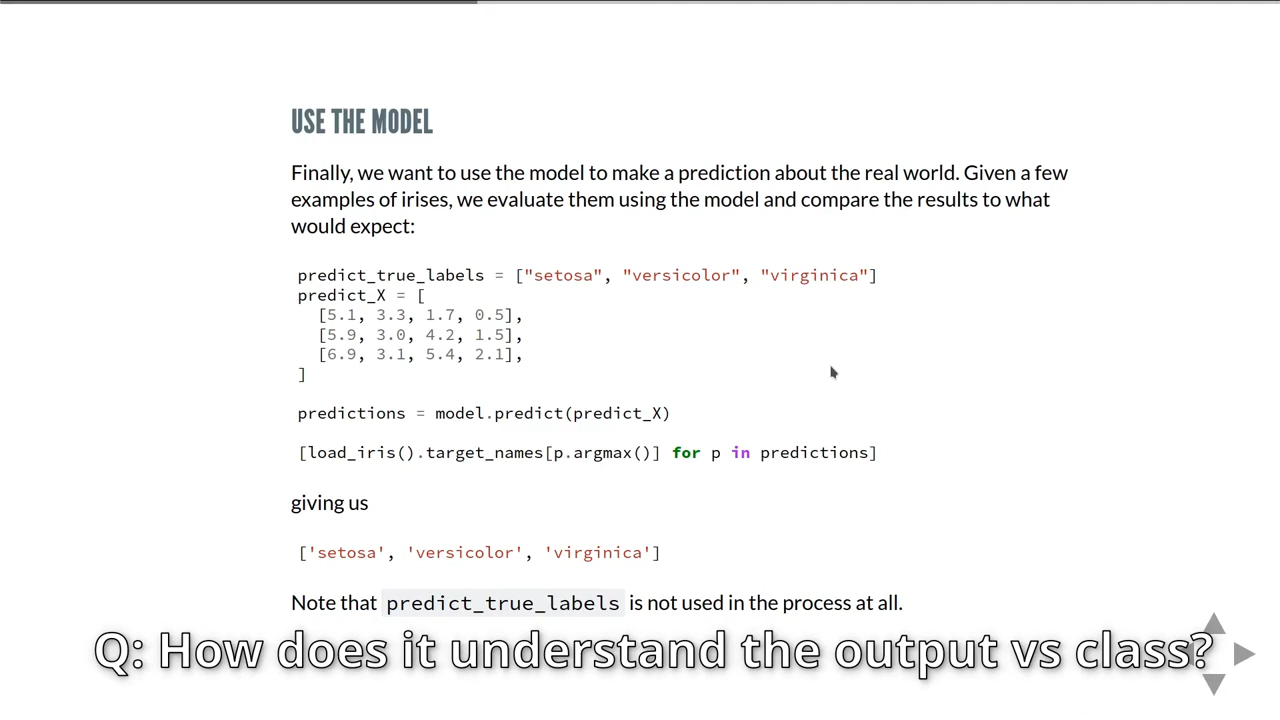 USE THE MODEL
Finally, we want to use the model to make a prediction about the real world. Given a few
examples of irises, we evaluate them using the model and compare the results to what
would expect:
predict_true_labels = ["setosa", "versicolor", "virginica"]
predict_X = [
[5.1, 3.3, 1.7, 0.5],
[5.9, 3.0, 4.2, 1.5],
[6.9, 3.1, 5.4, 2.1],
]
predictions = model.predict(predict_X)
[load_iris().target_names[p.argmax()] for p in predictions]
giving us
['setosa', 'versicolor', 'virginica']
Note that predict_true_labels is not used in the process at all.
Q: How does it understand the output vs class?